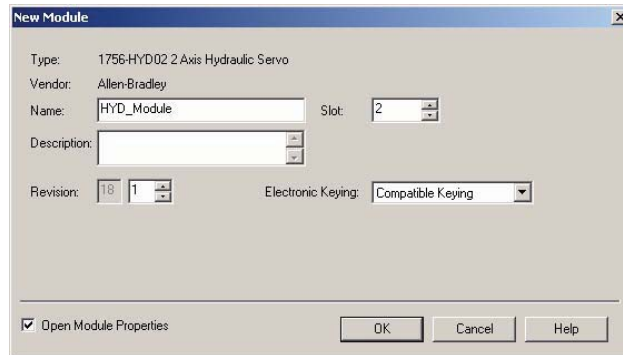 New Module
Type: 1756-HYD02 2 Axis Hydraulic Servo
Vendor: Allen-Bradley
Name: HYD_Module Slot: 2
Description:
Revision: 18 1 Electronic Keying: Compatible Keying
Open Module Properties OK Cancel Help